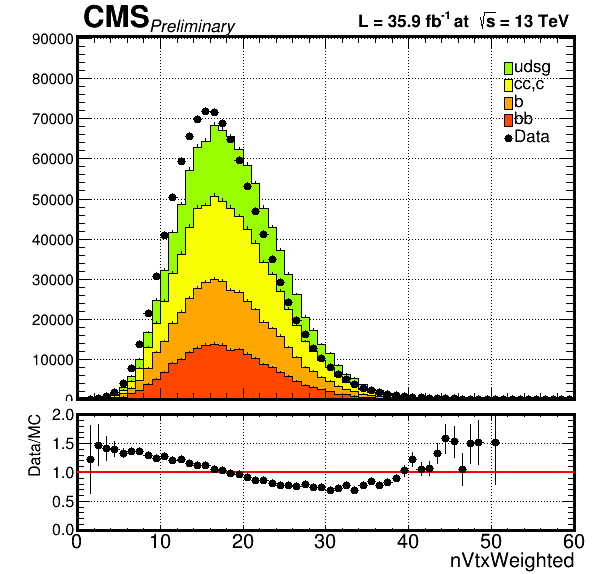 CMS Preliminary L = 35.9 fb⁻¹ at √s = 13 TeV
90000
80000
70000
60000
50000
40000
30000
20000
10000
0
udsg
cc,c
b
bb
Data
Data/MC
2.0
1.5
1.0
0.5
0.0
0 10 20 30 40 50 60
nVtxWeighted